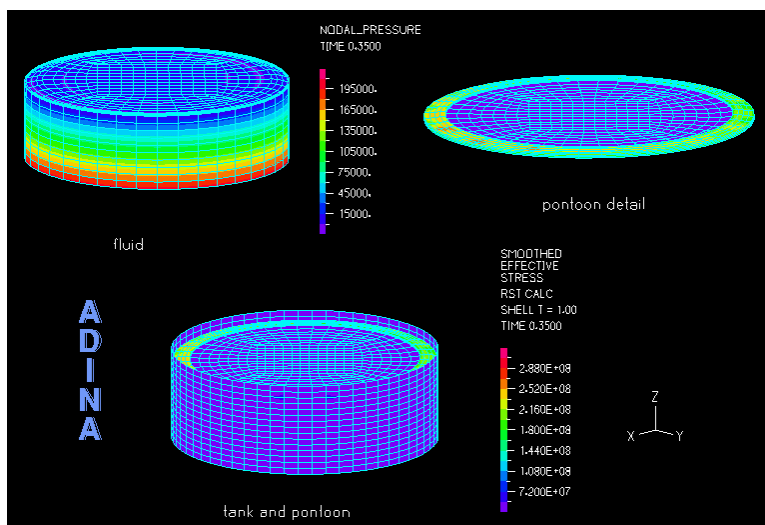 NODAL_PRESSURE
TIME 0.3500
195000.
165000.
135000.
105000.
75000.
45000.
15000.
fluid
pontoon detail
SMOOTHED
EFFECTIVE
STRESS
RST CALC
SHELL T = 1.00
TIME 0.3500
2.880E+08
2.520E+08
2.160E+08
1.800E+08
1.440E+08
1.080E+08
7.200E+07
Z
X Y
ADINA
tank and pontoon